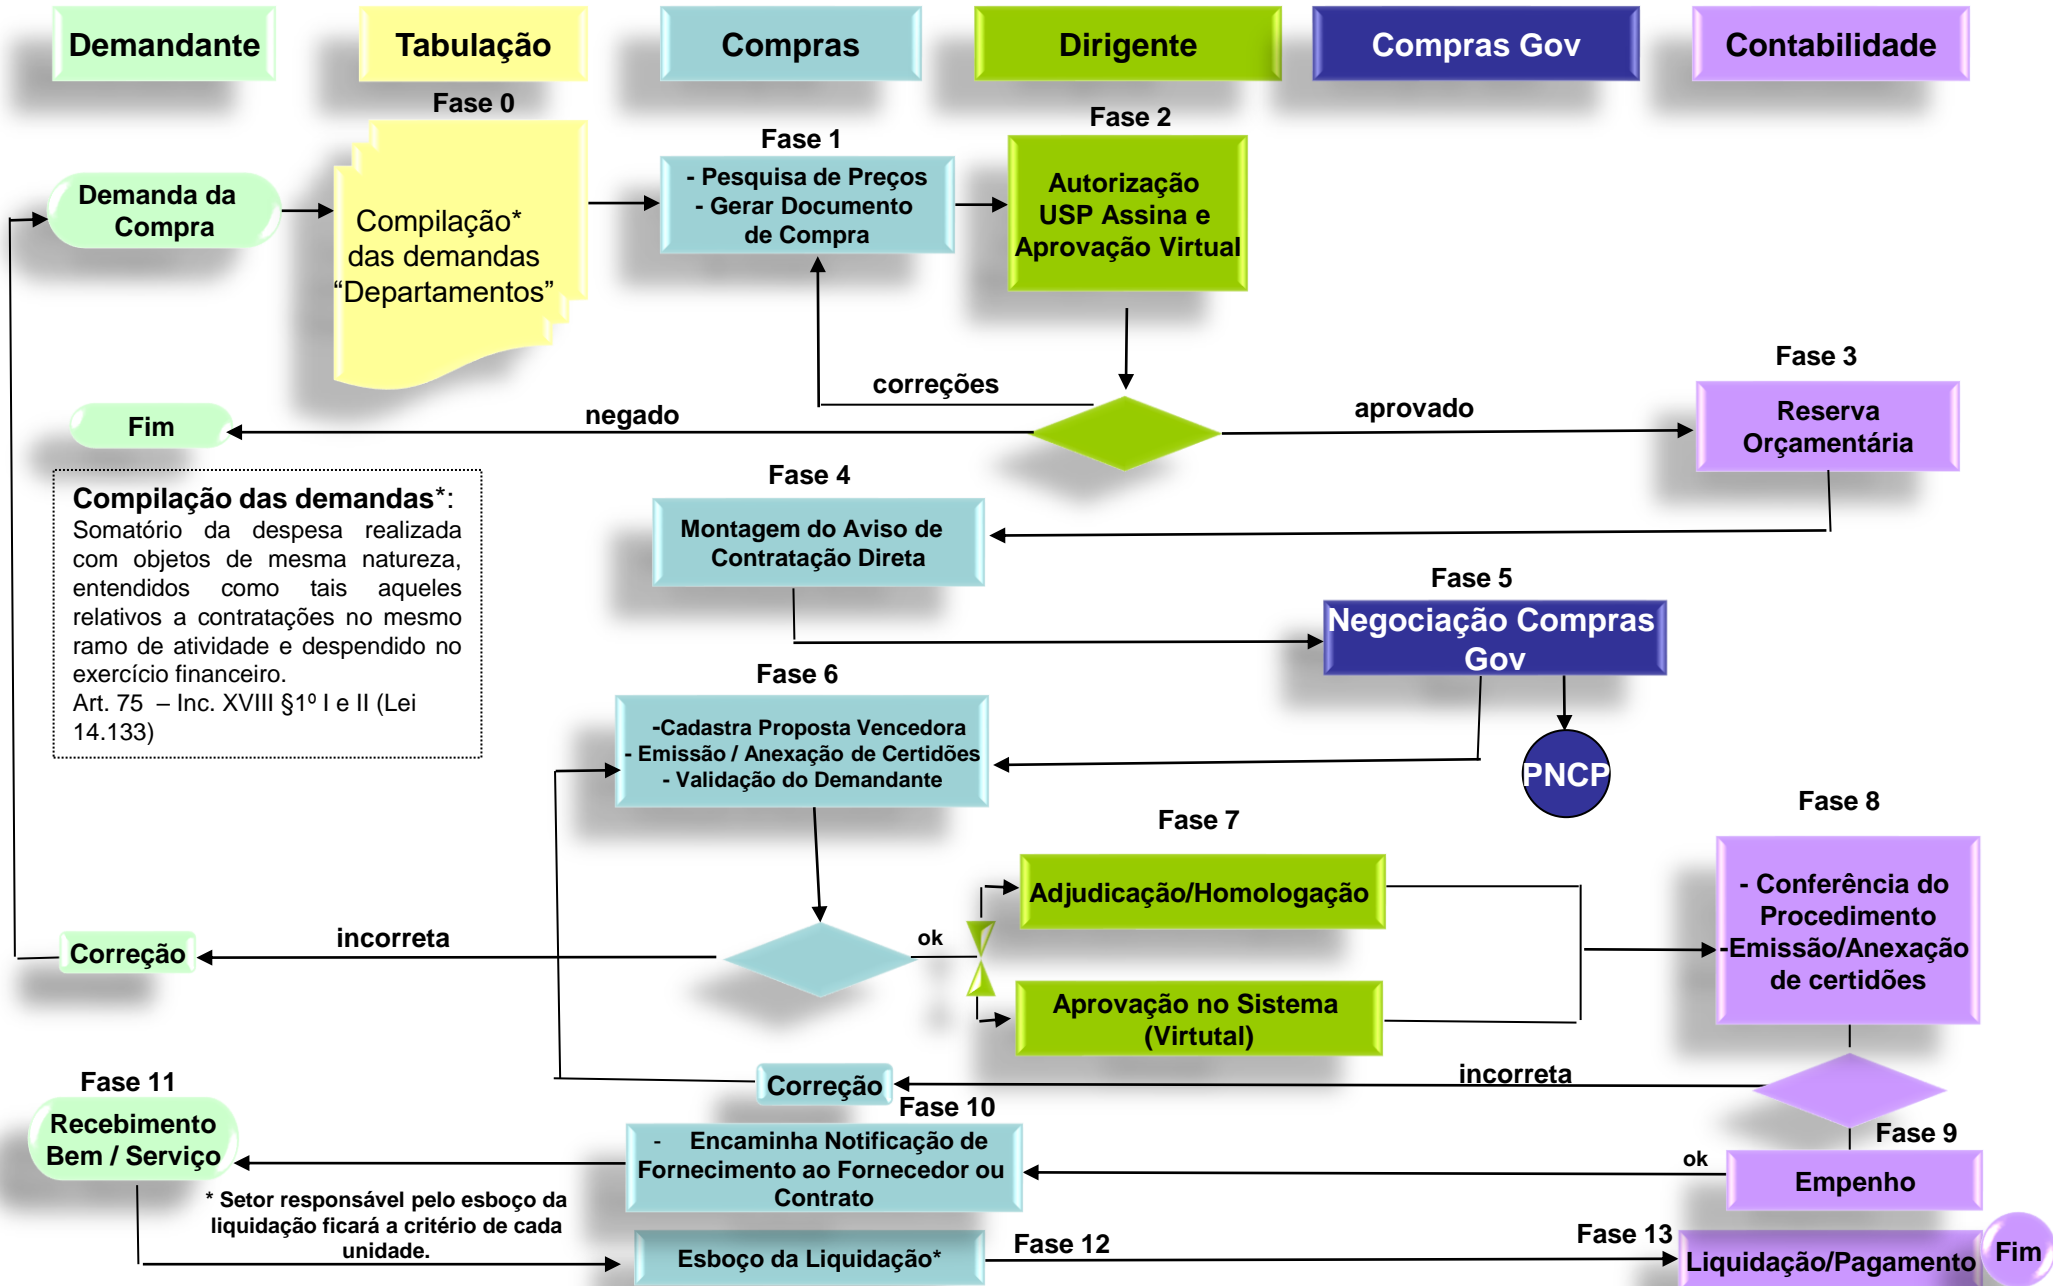 Demandante
Tabulação
Compras
Dirigente
Compras Gov
Contabilidade
Fase 0
Fase 1
Fase 2
Demanda da
Compra
Compilação*
das demandas
“Departamentos”
- Pesquisa de Preços
- Gerar Documento
de Compra
Autorização
USP Assina e
Aprovação Virtual
Fase 3
correções
negado
aprovado
Fim
Reserva
Orçamentária
Compilação das demandas*:
Somatório da despesa realizada
com objetos de mesma natureza,
entendidos como tais aqueles
relativos a contratações no mesmo
ramo de atividade e despendido no
exercício financeiro.
Art. 75 – Inc. XVIII §1º I e II (Lei
14.133)
Fase 4
Montagem do Aviso de
Contratação Direta
Fase 5
Negociação Compras
Gov
PNCP
Fase 6
-Cadastra Proposta Vencedora
- Emissão / Anexação de Certidões
- Validação do Demandante
Fase 7
Fase 8
Adjudicação/Homologação
- Conferência do
Procedimento
-Emissão/Anexação
de certidões
Correção
incorreta
ok
Aprovação no Sistema
(Virtutal)
Correção
incorreta
Fase 11
Recebimento
Bem / Serviço
Fase 10
- Encaminha Notificação de
Fornecimento ao Fornecedor ou
Contrato
ok
Fase 9
Empenho
* Setor responsável pelo esboço da
liquidação ficará a critério de cada
unidade.
Esboço da Liquidação*
Fase 12
Fase 13
Liquidação/Pagamento
Fim